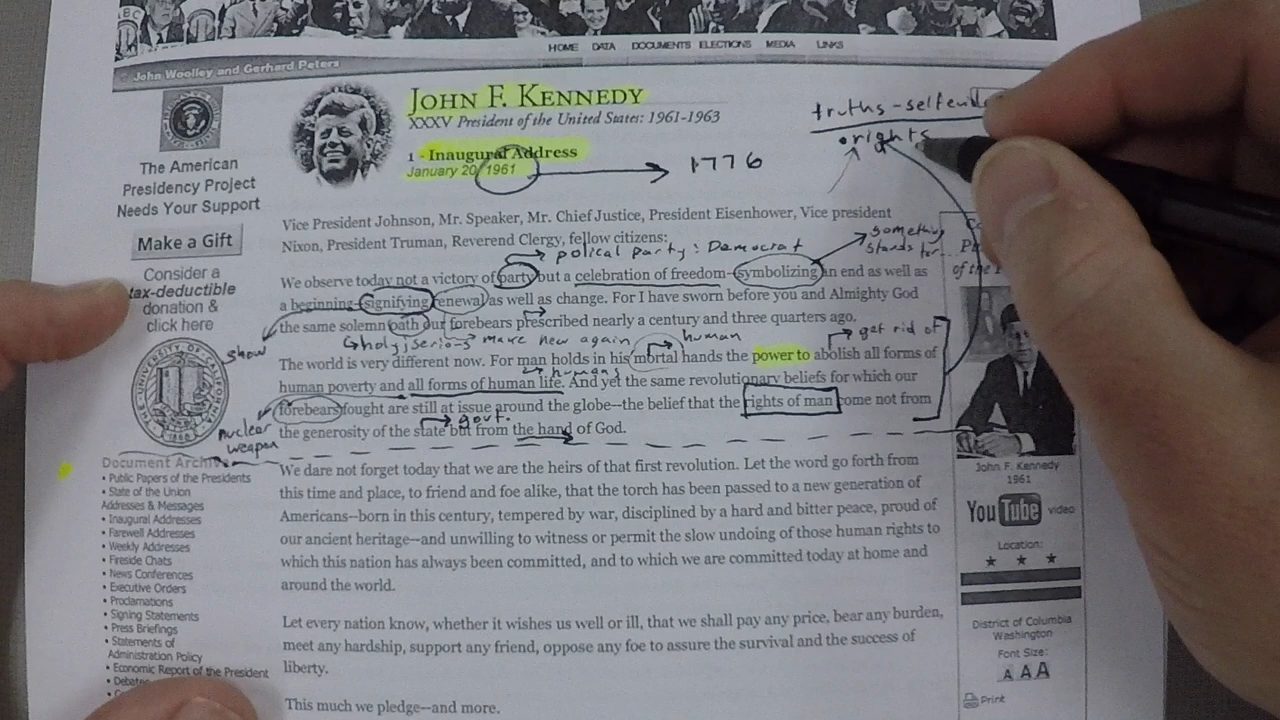 HOME DATA DOCUMENTS ELECTIONS MEDIA LINKS
© John Woolley and Gerhard Peters
JOHN F. KENNEDY
XXXV President of the United States: 1961-1963
1 - Inaugural Address
January 20, 1961
1776
truths-selfevid
rights
The American
Presidency Project
Needs Your Support
Make a Gift
Consider a
tax-deductible
donation &
click here
Vice President Johnson, Mr. Speaker, Mr. Chief Justice, President Eisenhower, Vice president
Nixon, President Truman, Reverend Clergy, fellow citizens:
polical party: Democrat
something
stands for...
We observe today not a victory of party but a celebration of freedom--symbolizing an end as well as
a beginning--signifying renewal as well as change. For I have sworn before you and Almighty God
the same solemn oath our forebears prescribed nearly a century and three quarters ago.
show
holy/serious
make new again
human
get rid of
The world is very different now. For man holds in his mortal hands the power to abolish all forms of
humans
human poverty and all forms of human life. And yet the same revolutionary beliefs for which our
forebears fought are still at issue around the globe--the belief that the rights of man come not from
gout.
the generosity of the state but from the hand of God.
nuclear
weapon
We dare not forget today that we are the heirs of that first revolution. Let the word go forth from
this time and place, to friend and foe alike, that the torch has been passed to a new generation of
Americans--born in this century, tempered by war, disciplined by a hard and bitter peace, proud of
our ancient heritage--and unwilling to witness or permit the slow undoing of those human rights to
which this nation has always been committed, and to which we are committed today at home and
around the world.
Let every nation know, whether it wishes us well or ill, that we shall pay any price, bear any burden,
meet any hardship, support any friend, oppose any foe to assure the survival and the success of
liberty.
This much we pledge--and more.
Document Archive
• Public Papers of the Presidents
• State of the Union
Addresses & Messages
• Inaugural Addresses
• Farewell Addresses
• Weekly Addresses
• Fireside Chats
• News Conferences
• Executive Orders
• Proclamations
• Signing Statements
• Press Briefings
• Statements of
Administration Policy
• Economic Report of the President
• Debates
of the
John F. Kennedy
1961
YouTube video
Location:
District of Columbia
Washington
Font Size:
A A A
Print